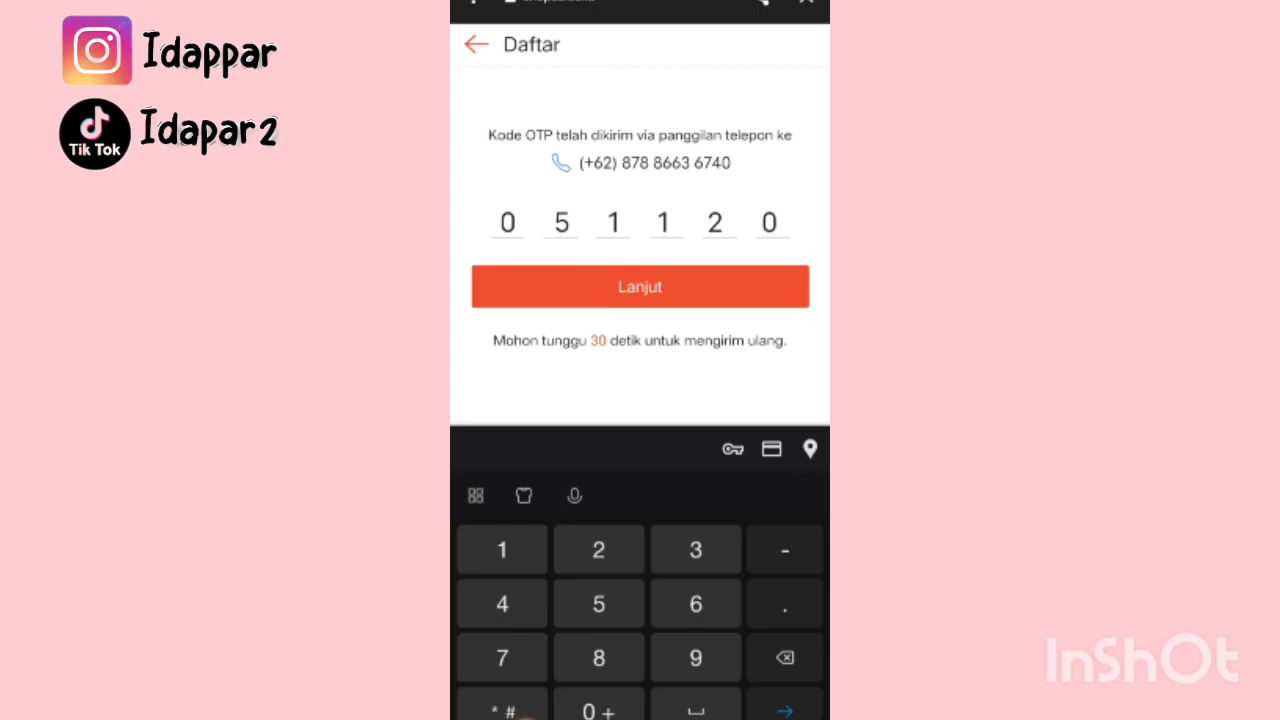 Idappar
Tik Tok
Idapar2
Daftar
Kode OTP telah dikirim via panggilan telepon ke
(+62) 878 8663 6740
0 5 1 1 2 0
Lanjut
Mohon tunggu 30 detik untuk mengirim ulang.
1 2 3 -
4 5 6 .
7 8 9
* # 0 +
InShOt